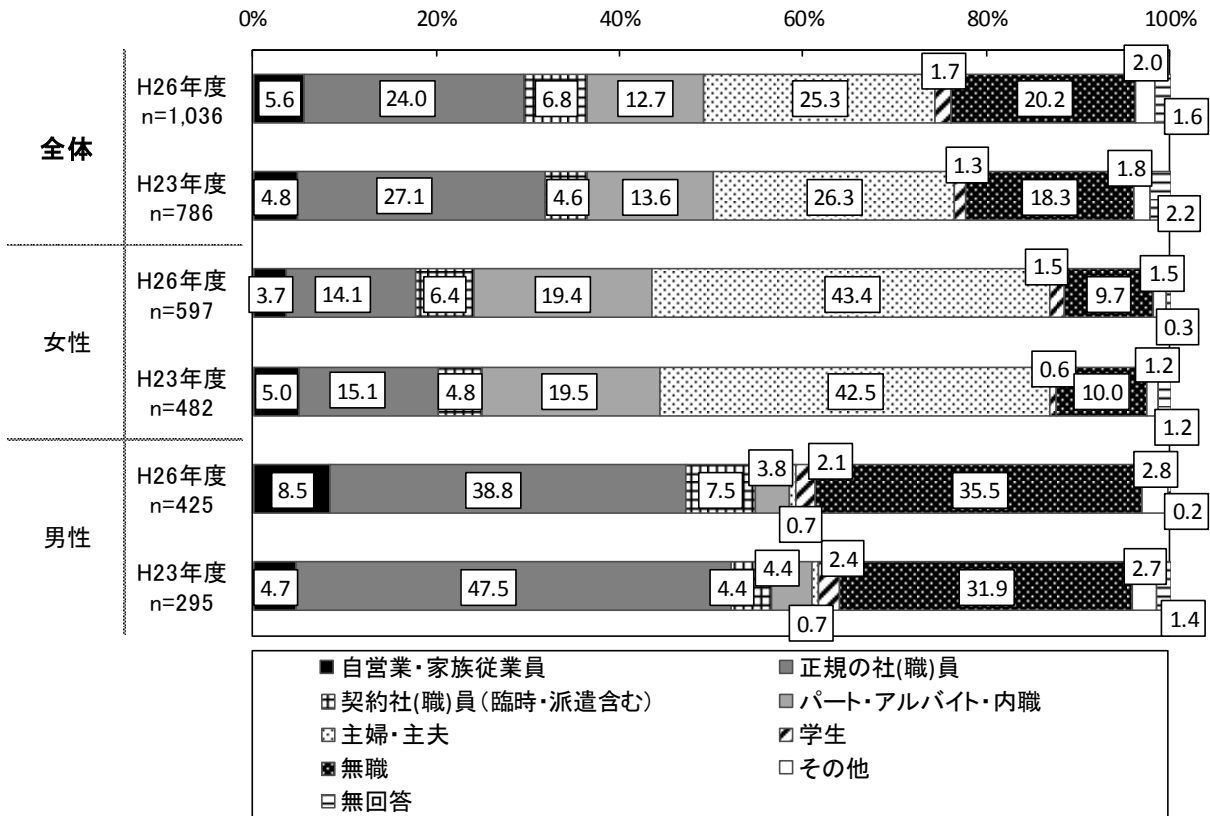 0% 20% 40% 60% 80% 100%
全体
H26年度
n=1,036
5.6 24.0 6.8 12.7 25.3 1.7 20.2 2.0 1.6
H23年度
n=786
4.8 27.1 4.6 13.6 26.3 1.3 18.3 1.8 2.2
女性
H26年度
n=597
3.7 14.1 6.4 19.4 43.4 1.5 9.7 1.5 0.3
H23年度
n=482
5.0 15.1 4.8 19.5 42.5 0.6 10.0 1.2 1.2
男性
H26年度
n=425
8.5 38.8 7.5 3.8 0.7 2.1 35.5 2.8 0.2
H23年度
n=295
4.7 47.5 4.4 4.4 0.7 2.4 31.9 2.7 1.4
自営業・家族従業員 正規の社(職)員
契約社(職)員(臨時・派遣含む) パート・アルバイト・内職
主婦・主夫 学生
無職 その他
無回答